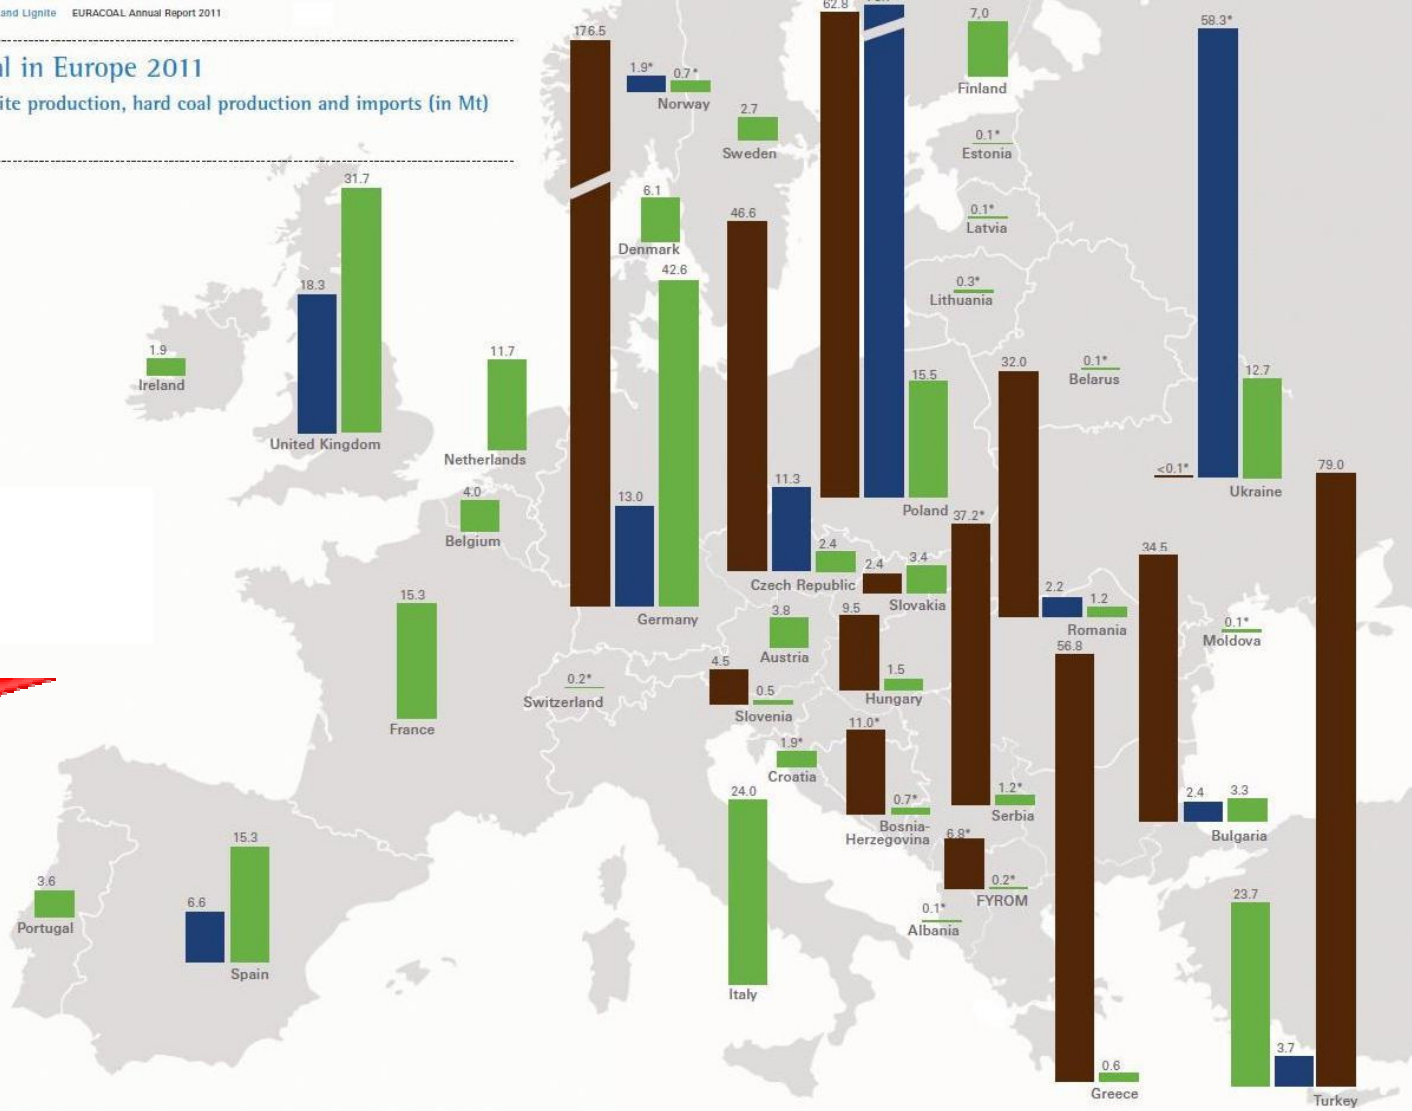 and Lignite EURACOAL Annual Report 2011
in Europe 2011
production, hard coal production and imports (in Mt)
62.8
7,0
58.3*
176.5
1.9*
0.7*
Norway
Finland
2.7
Sweden
0.1*
Estonia
31.7
6.1
Denmark
46.6
0.1*
Latvia
42.6
18.3
0.3*
Lithuania
1.9
Ireland
11.7
15.5
32.0
0.1*
Belarus
12.7
United Kingdom
Netherlands
<0.1*
79.0
4.0
Belgium
13.0
11.3
Poland
37.2*
Ukraine
2.4
Czech Republic
2.4
3.4
Slovakia
34.5
15.3
Germany
3.8
Austria
9.5
2.2
1.2
Romania
0.1*
Moldova
56.8
0.2*
Switzerland
4.5
0.5
Slovenia
1.5
Hungary
France
1.9*
Croatia
11.0*
24.0
0.7*
Bosnia-
Herzegovina
1.2*
Serbia
2.4
3.3
Bulgaria
15.3
6.6
Spain
3.6
Portugal
6.8*
0.2*
FYROM
0.1*
Albania
23.7
Italy
0.6
Greece
3.7
Turkey